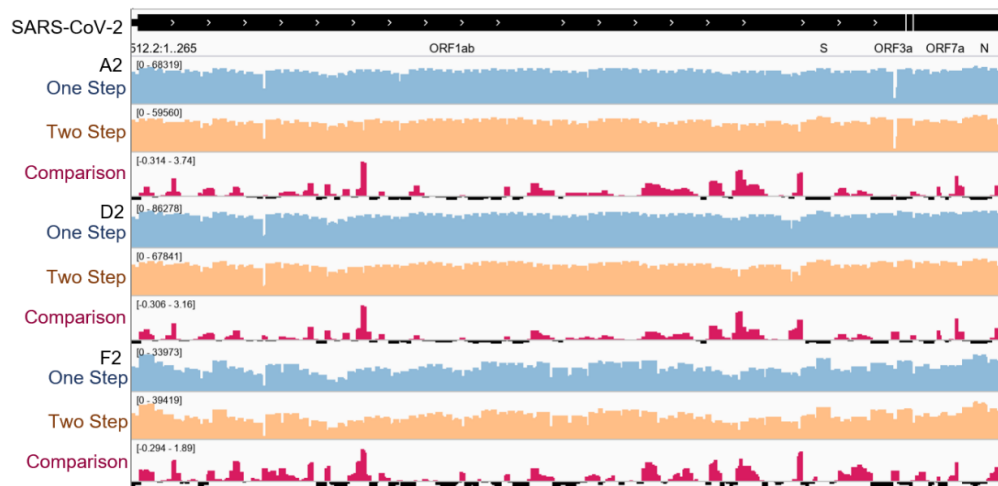 SARS-CoV-2
512.2:1..265 ORF1ab S ORF3a ORF7a N
A2
[0 - 68319]
One Step
[0 - 59560]
Two Step
[-0.314 - 3.74]
Comparison
D2
[0 - 86278]
One Step
[0 - 67841]
Two Step
[-0.306 - 3.16]
Comparison
F2
[0 - 33973]
One Step
[0 - 39419]
Two Step
[-0.294 - 1.89]
Comparison